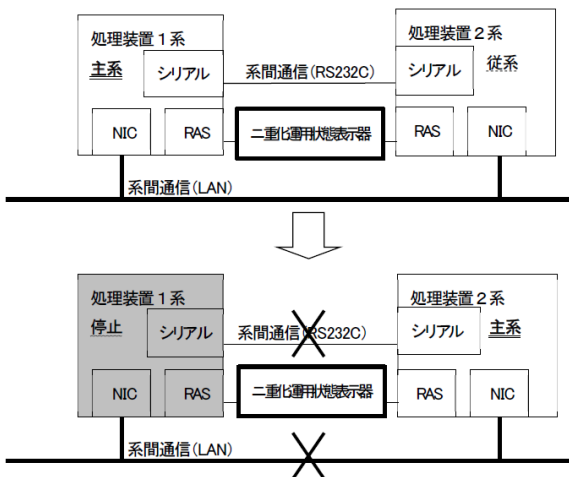 処理装置1系
主系
シリアル
NIC
RAS
系間通信(RS232C)
二重化運用状態表示器
処理装置2系
シリアル
従系
RAS
NIC
系間通信(LAN)
処理装置1系
停止
シリアル
NIC
RAS
系間通信(RS232C)
二重化運用状態表示器
処理装置2系
シリアル
主系
RAS
NIC
系間通信(LAN)